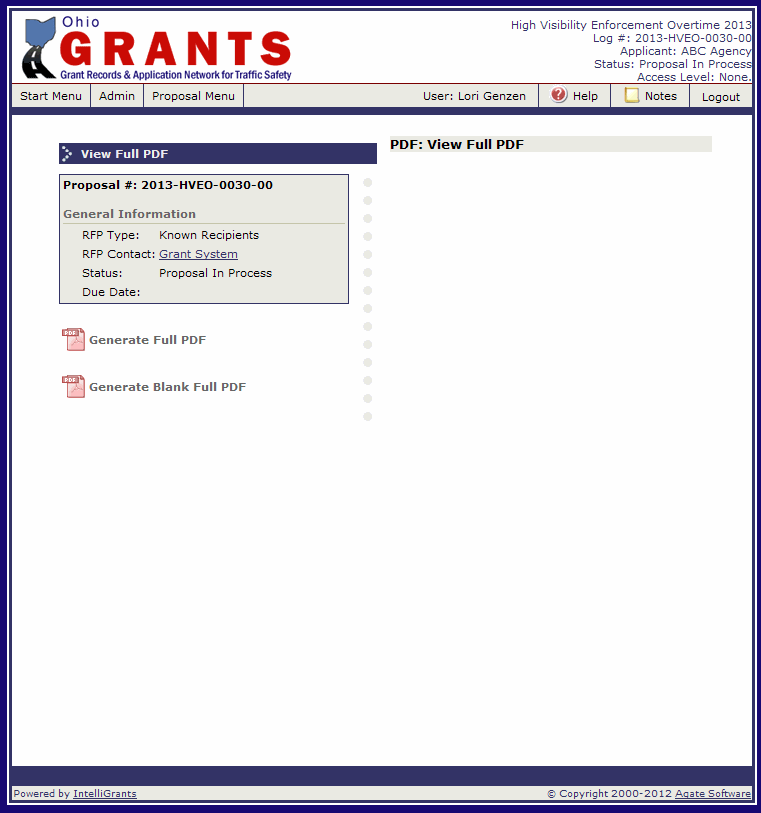 Ohio
GRANTS
Grant Records & Application Network for Traffic Safety
High Visibility Enforcement Overtime 2013
Log #: 2013-HVEO-0030-00
Applicant: ABC Agency
Status: Proposal In Process
Access Level: None.
Start Menu Admin Proposal Menu User: Lori Genzen ? Help Notes Logout
View Full PDF
Proposal #: 2013-HVEO-0030-00
General Information
RFP Type: Known Recipients
RFP Contact: Grant System
Status: Proposal In Process
Due Date:
PDF Generate Full PDF
PDF Generate Blank Full PDF
PDF: View Full PDF
Powered by IntelliGrants © Copyright 2000-2012 Agate Software